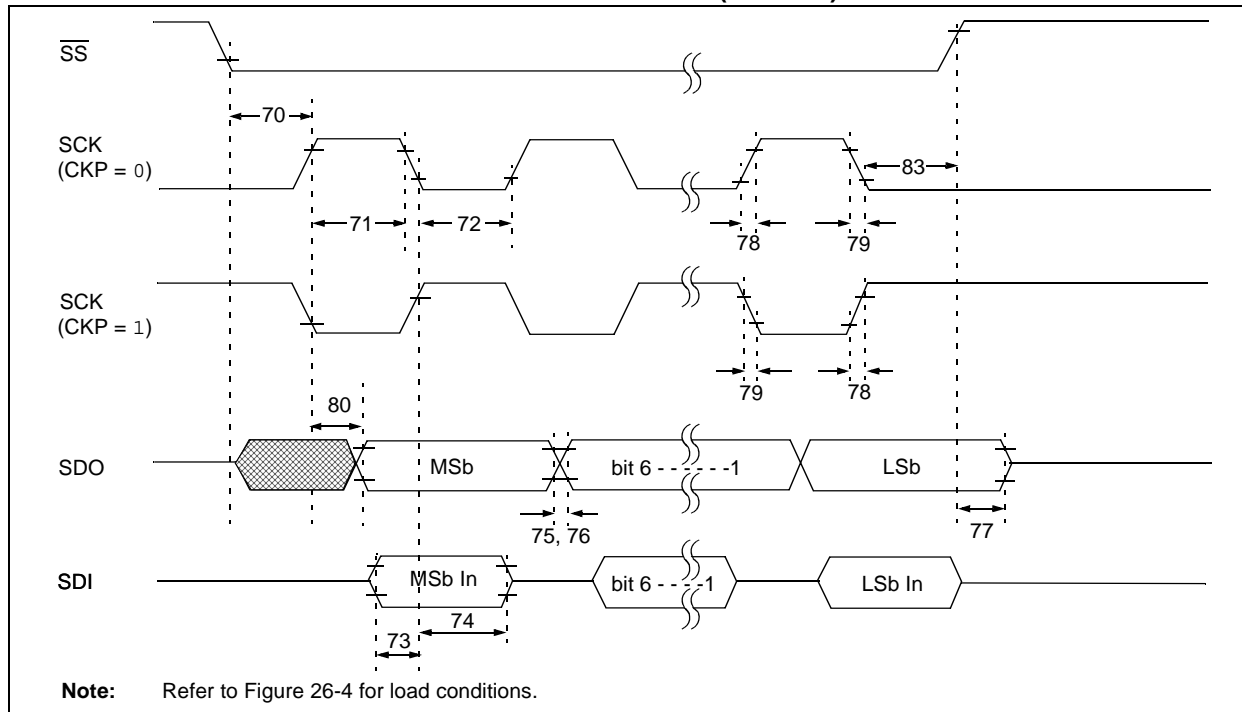 SS
70
SCK
(CKP = 0)
83
71
72
78
79
SCK
(CKP = 1)
79
78
80
SDO
MSb
bit 6 - - - - - -1
LSb
75, 76
77
SDI
MSb In
bit 6 - - - -1
LSb In
74
73
Note: Refer to Figure 26-4 for load conditions.